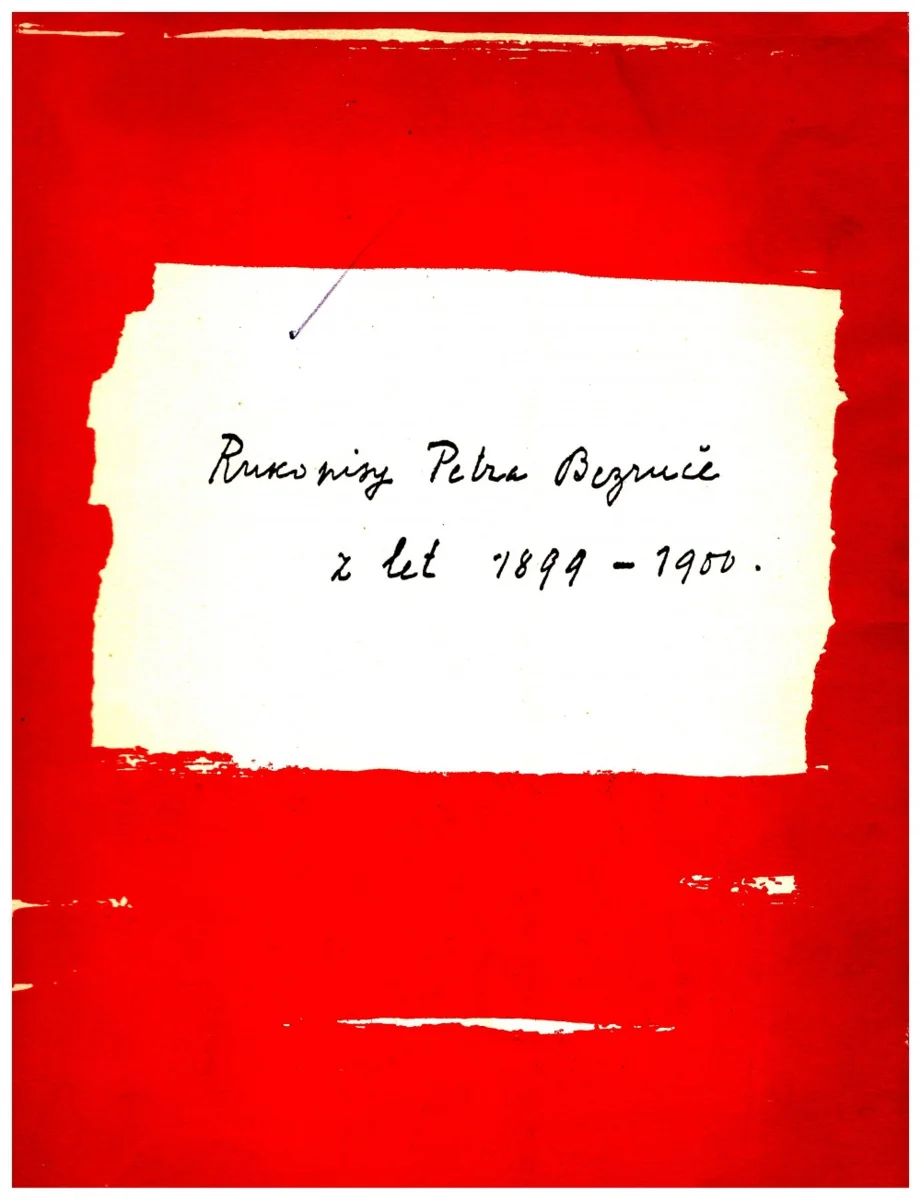 Rukopisy Petra Bezruče
z let 1899 – 1900.